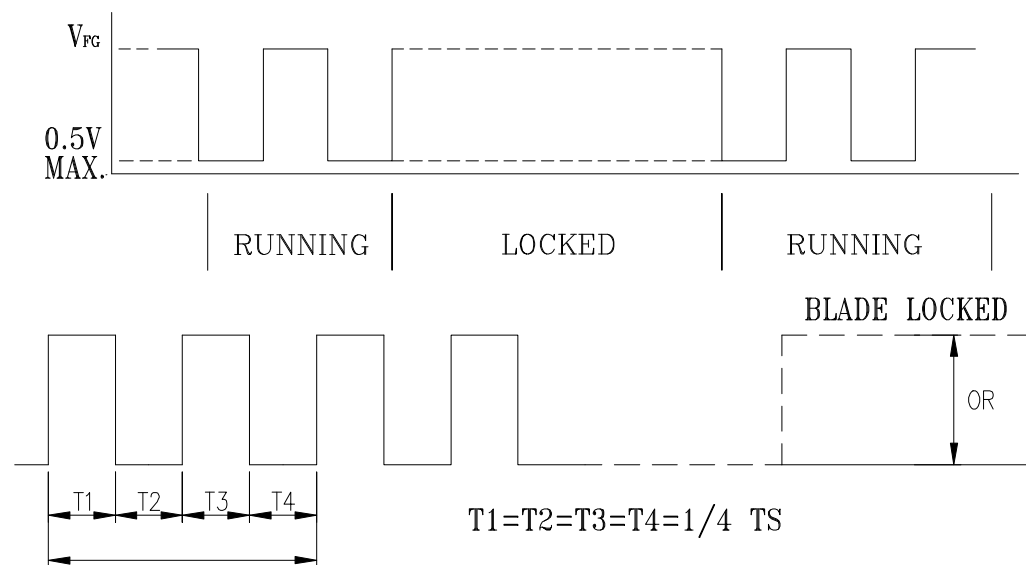 VFG
0.5V
MAX.
RUNNING LOCKED RUNNING
BLADE LOCKED
OR
T1 T2 T3 T4
T1=T2=T3=T4=1/4 TS